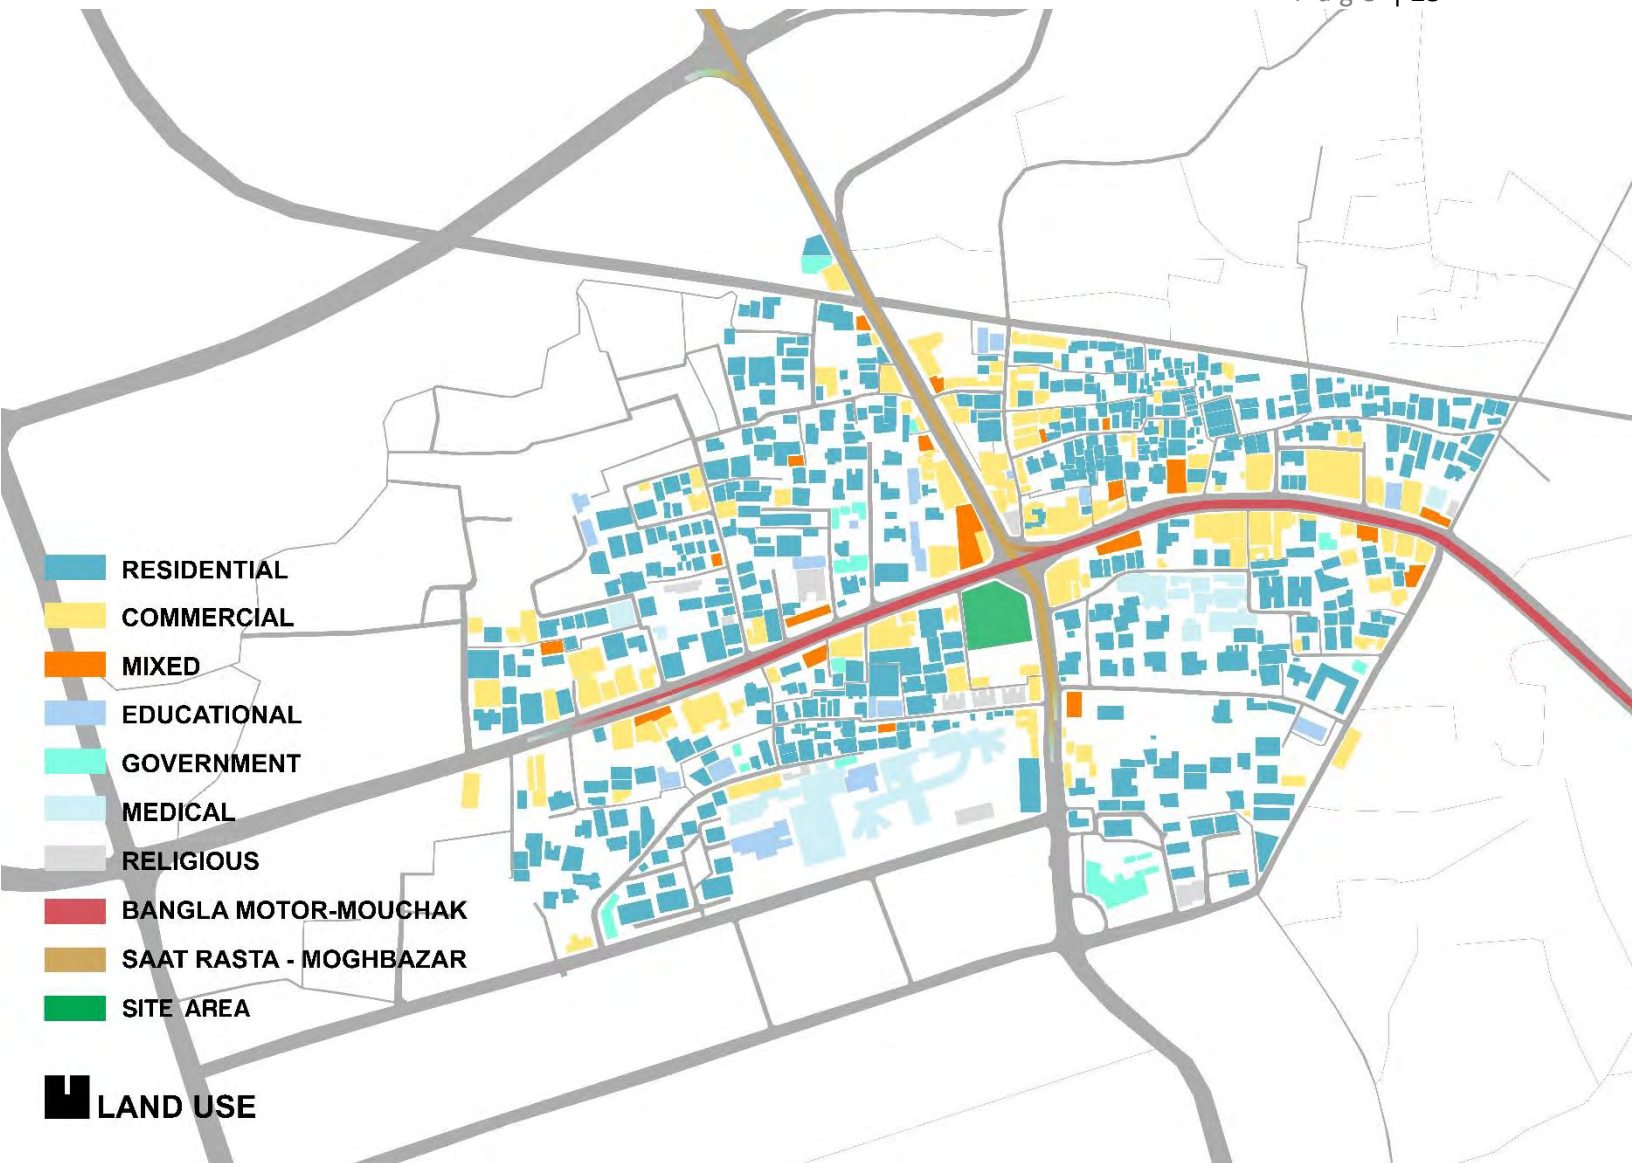 RESIDENTIAL
COMMERCIAL
MIXED
EDUCATIONAL
GOVERNMENT
MEDICAL
RELIGIOUS
BANGLA MOTOR-MOUCHAK
SAAT RASTA - MOGHBAZAR
SITE AREA
LAND USE